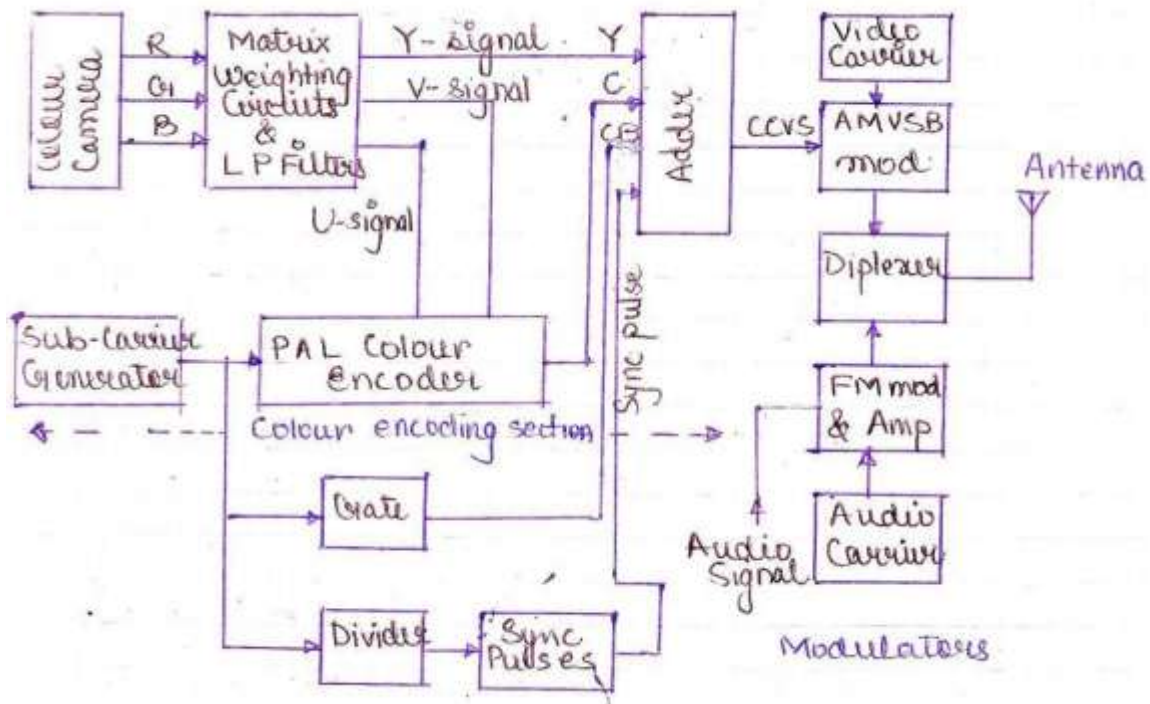 Colour
Camera
R
G
B
Matrix
Weighting
Circiuts
&
LP Filters
Y-signal
V-signal
U-signal
Y
C
Adder
CCVS
Video
Carrier
AMVSB
mod
Diplexer
Antenna
Sub-Carrier
Generator
PAL Colour
Encoder
Colour encoding section
Sync pulse
FM mod
& Amp
Audio
Carrier
Audio
Signal
Gate
Divider
Sync
Pulses
Modulators